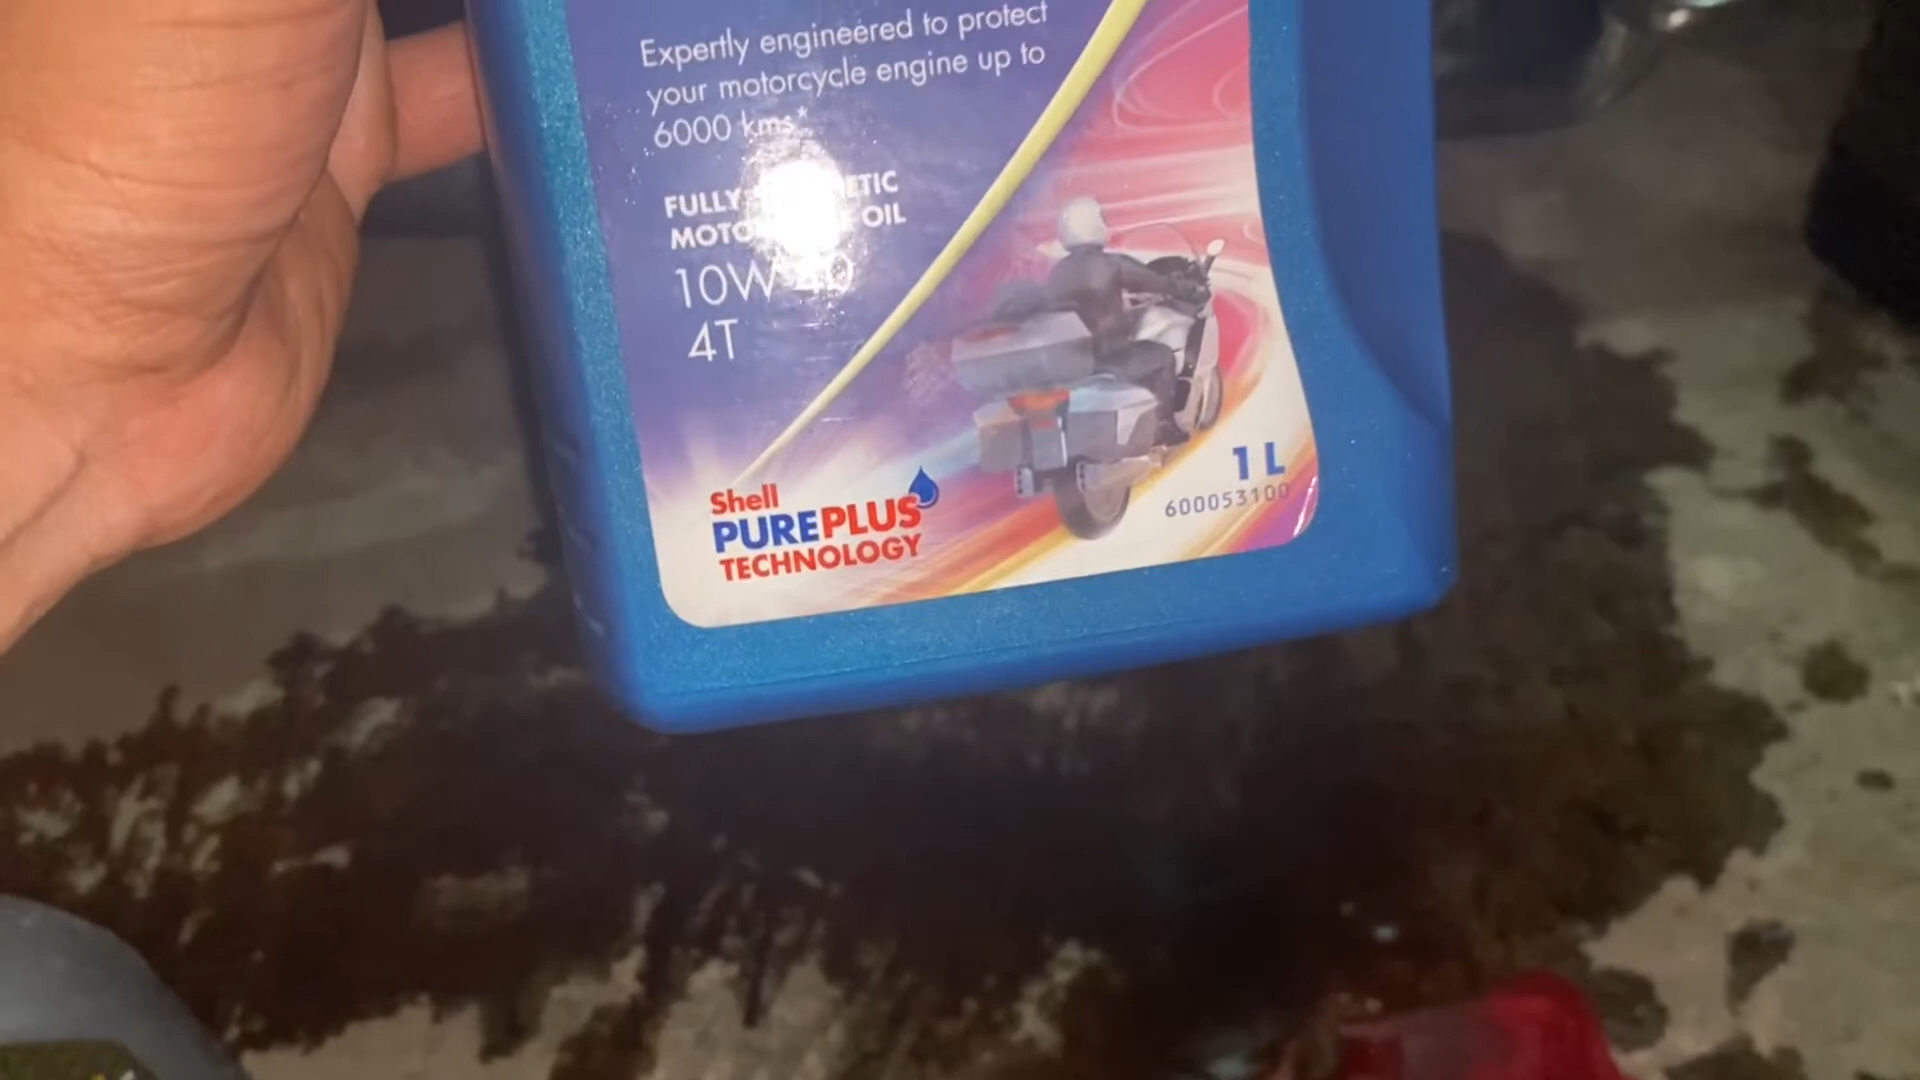 Expertly engineered to protect
your motorcycle engine up to
6000 kms*
FULLY
OIL
10W-40
4T
Shell
PUREPLUS
TECHNOLOGY
1 L
600053100